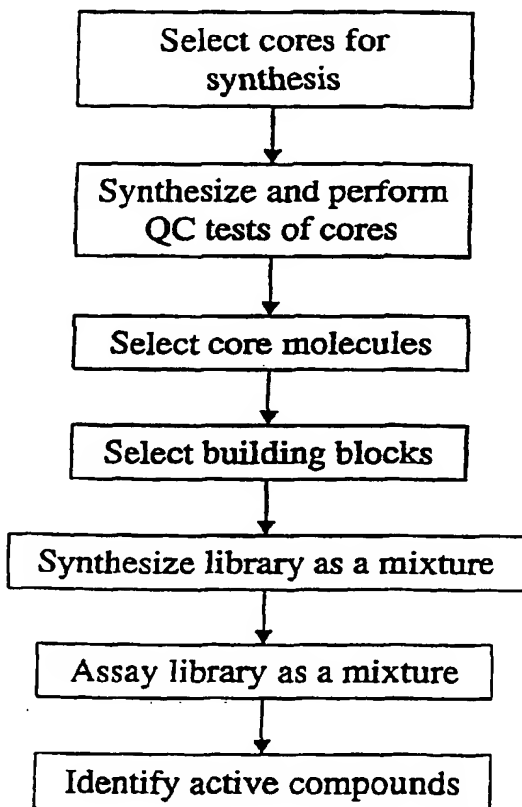 Select cores for
synthesis
Synthesize and perform
QC tests of cores
Select core molecules
Select building blocks
Synthesize library as a mixture
Assay library as a mixture
Identify active compounds